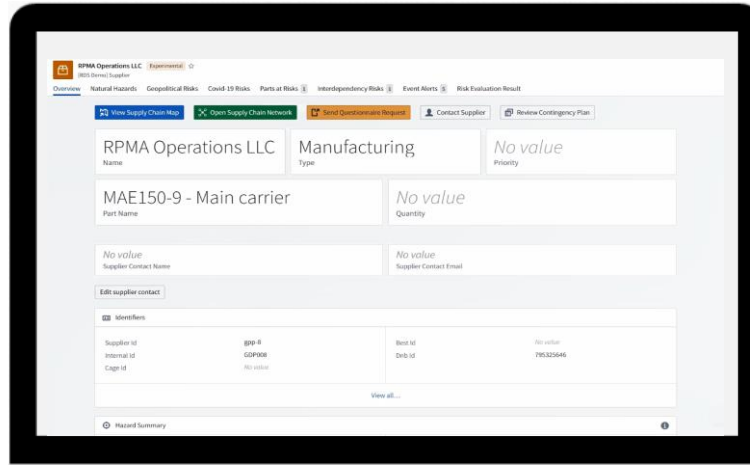 RPMA Operations LLC Experimental
[RDS Demo] Supplier
Overview Natural Hazards Geopolitical Risks Covid-19 Risks Parts at Risks 1 Interdependency Risks 1 Event Alerts 1 Risk Evaluation Result
View Supply Chain Map Open Supply Chain Network Send Questionnaire Request Contact Supplier Review Contingency Plan
RPMA Operations LLC Manufacturing No value
Name Type Priority
MAE150-9 - Main carrier No value
Part Name Quantity
No value No value
Supplier Contact Name Supplier Contact Email
Edit supplier contact
Identifiers
Supplier Id gpp-8 Best Id No value
Internal Id GDP008 Dnb Id 795325646
Cage Id No value
View all...
Hazard Summary